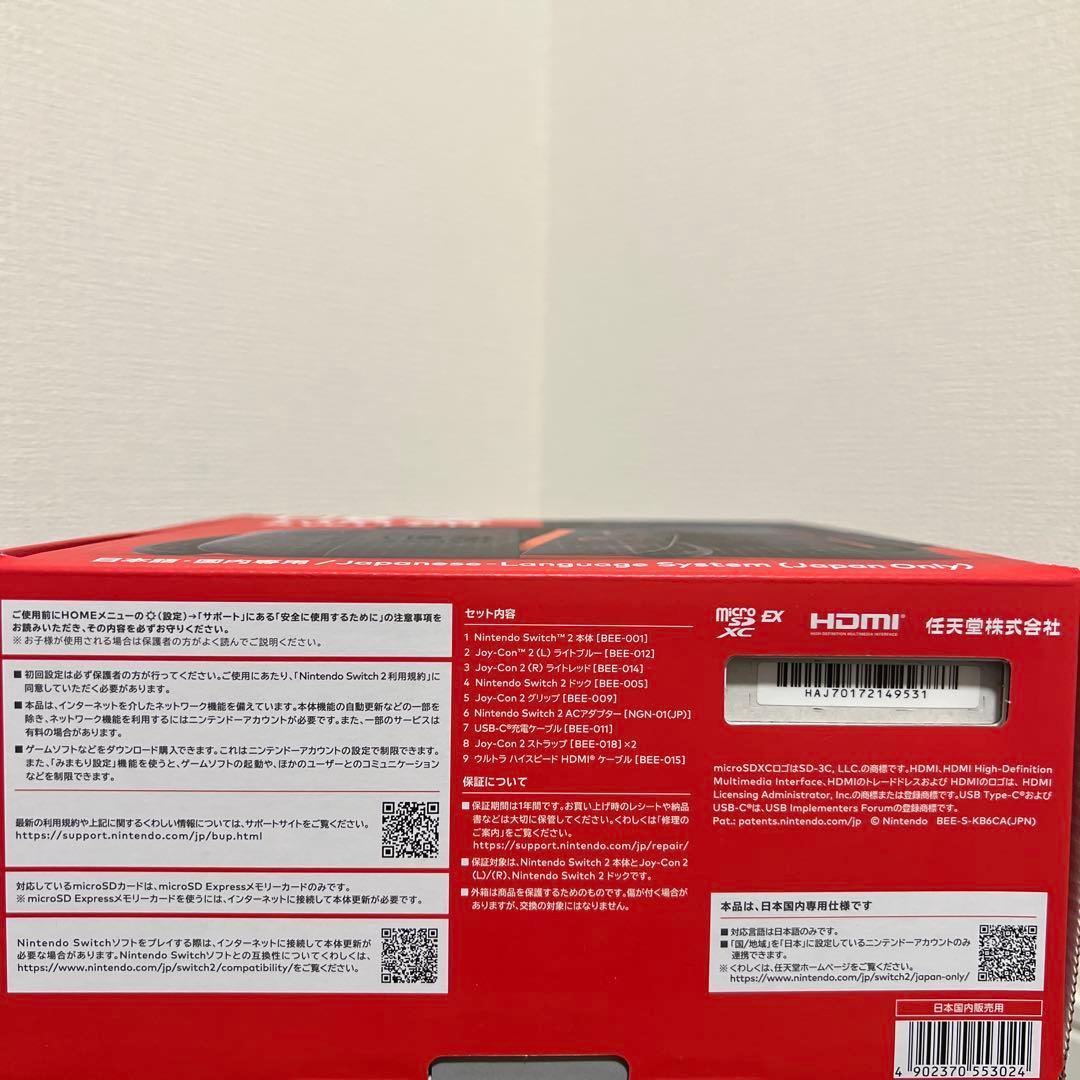 日本語・国内専用 / Japanese-Language System (Japan Only)
ご使用前にHOMEメニューの(設定)→「サポート」にある「安全に使用するために」の注意事項を
お読みいただき、その内容を必ずお守りください。
※お子様が使用される場合は保護者の方がよく読んでご説明ください。
■初回設定は必ず保護者の方が行ってください。ご使用にあたり、「Nintendo Switch 2 利用規約」に
同意していただく必要があります。
■本品は、インターネットを介したネットワーク機能を備えています。本体機能の自動更新などの一部を
除き、ネットワーク機能を利用するにはニンテンドーアカウントが必要です。また、一部のサービスは
有料の場合があります。
■ゲームソフトなどをダウンロード購入できます。これはニンテンドーアカウントの設定で制限できます。
また、「みまもり設定」機能を使うと、ゲームソフトの起動や、ほかのユーザーとのコミュニケーション
などを制限できます。
最新の利用規約や上記に関するくわしい情報については、サポートサイトをご覧ください。
https://support.nintendo.com/jp/bup.html
対応しているmicroSDカードは、microSD Expressメモリーカードのみです。
※microSD Expressメモリーカードを使うには、インターネットに接続して本体更新が必要です。
Nintendo Switchソフトをプレイする際は、インターネットに接続して本体更新が
必要な場合があります。Nintendo Switchソフトとの互換性についてくわしくは、
https://www.nintendo.com/jp/switch2/compatibility/をご覧ください。
セット内容
1 Nintendo Switch™ 2 本体 [BEE-001]
2 Joy-Con™ 2 (L) ライトブルー [BEE-012]
3 Joy-Con 2 (R) ライトレッド [BEE-014]
4 Nintendo Switch 2 ドック [BEE-005]
5 Joy-Con 2 グリップ [BEE-009]
6 Nintendo Switch 2 ACアダプター [NGN-01(JP)]
7 USB-C®充電ケーブル [BEE-011]
8 Joy-Con 2 ストラップ [BEE-018] ×2
9 ウルトラ ハイスピード HDMI® ケーブル [BEE-015]
保証について
■保証期間は1年間です。お買い上げ時のレシートや納品
書などは大切に保管してください。くわしくは「修理の
ご案内」をご覧ください。
https://support.nintendo.com/jp/repair/
■保証対象は、Nintendo Switch 2 本体とJoy-Con 2
(L)/(R)、Nintendo Switch 2 ドックです。
■外箱は商品を保護するためのものです。傷が付く場合が
ありますが、交換の対象にはなりません。
micro SD XC EX HDMI® 任天堂株式会社
HIGH-DEFINITION MULTIMEDIA INTERFACE
HAJ70172149531
microSDXCロゴはSD-3C, LLC.の商標です。HDMI、HDMI High-Definition
Multimedia Interface、HDMIのトレードドレスおよび HDMIのロゴは、HDMI
Licensing Administrator, Inc.の商標または登録商標です。USB Type-C®および
USB-C®は、USB Implementers Forumの登録商標です。
Pat.: patents.nintendo.com/jp © Nintendo BEE-S-KB6CA(JPN)
本品は、日本国内専用仕様です
■対応言語は日本語のみです。
■「国/地域」を「日本」に設定しているニンテンドーアカウントのみ
連携できます。
※くわしくは、任天堂ホームページをご覧ください。
https://www.nintendo.com/jp/switch2/japan-only/
日本国内販売用
4 902370 553024